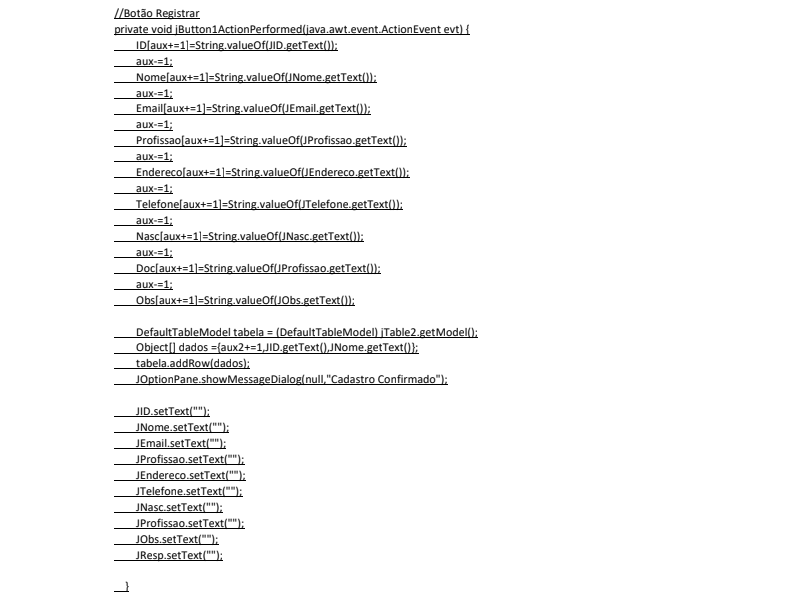 //Botão Registrar
private void jButton1ActionPerformed(java.awt.event.ActionEvent evt) {
ID[aux+=1]=String.valueOf(JID.getText());
aux-=1;
Nome[aux+=1]=String.valueOf(JNome.getText());
aux-=1;
Email[aux+=1]=String.valueOf(JEmail.getText());
aux-=1;
Profissao[aux+=1]=String.valueOf(JProfissao.getText());
aux-=1;
Endereco[aux+=1]=String.valueOf(JEndereco.getText());
aux-=1;
Telefone[aux+=1]=String.valueOf(JTelefone.getText());
aux-=1;
Nasc[aux+=1]=String.valueOf(JNasc.getText());
aux-=1;
Doc[aux+=1]=String.valueOf(JProfissao.getText());
aux-=1;
Obs[aux+=1]=String.valueOf(JObs.getText());
DefaultTableModel tabela = (DefaultTableModel) jTable2.getModel();
Object[] dados ={aux2+=1,JID.getText(),JNome.getText()};
tabela.addRow(dados);
JOptionPane.showMessageDialog(null,"Cadastro Confirmado");
JID.setText("");
JNome.setText("");
JEmail.setText("");
JProfissao.setText("");
JEndereco.setText("");
JTelefone.setText("");
JNasc.setText("");
JProfissao.setText("");
JObs.setText("");
JResp.setText("");
}